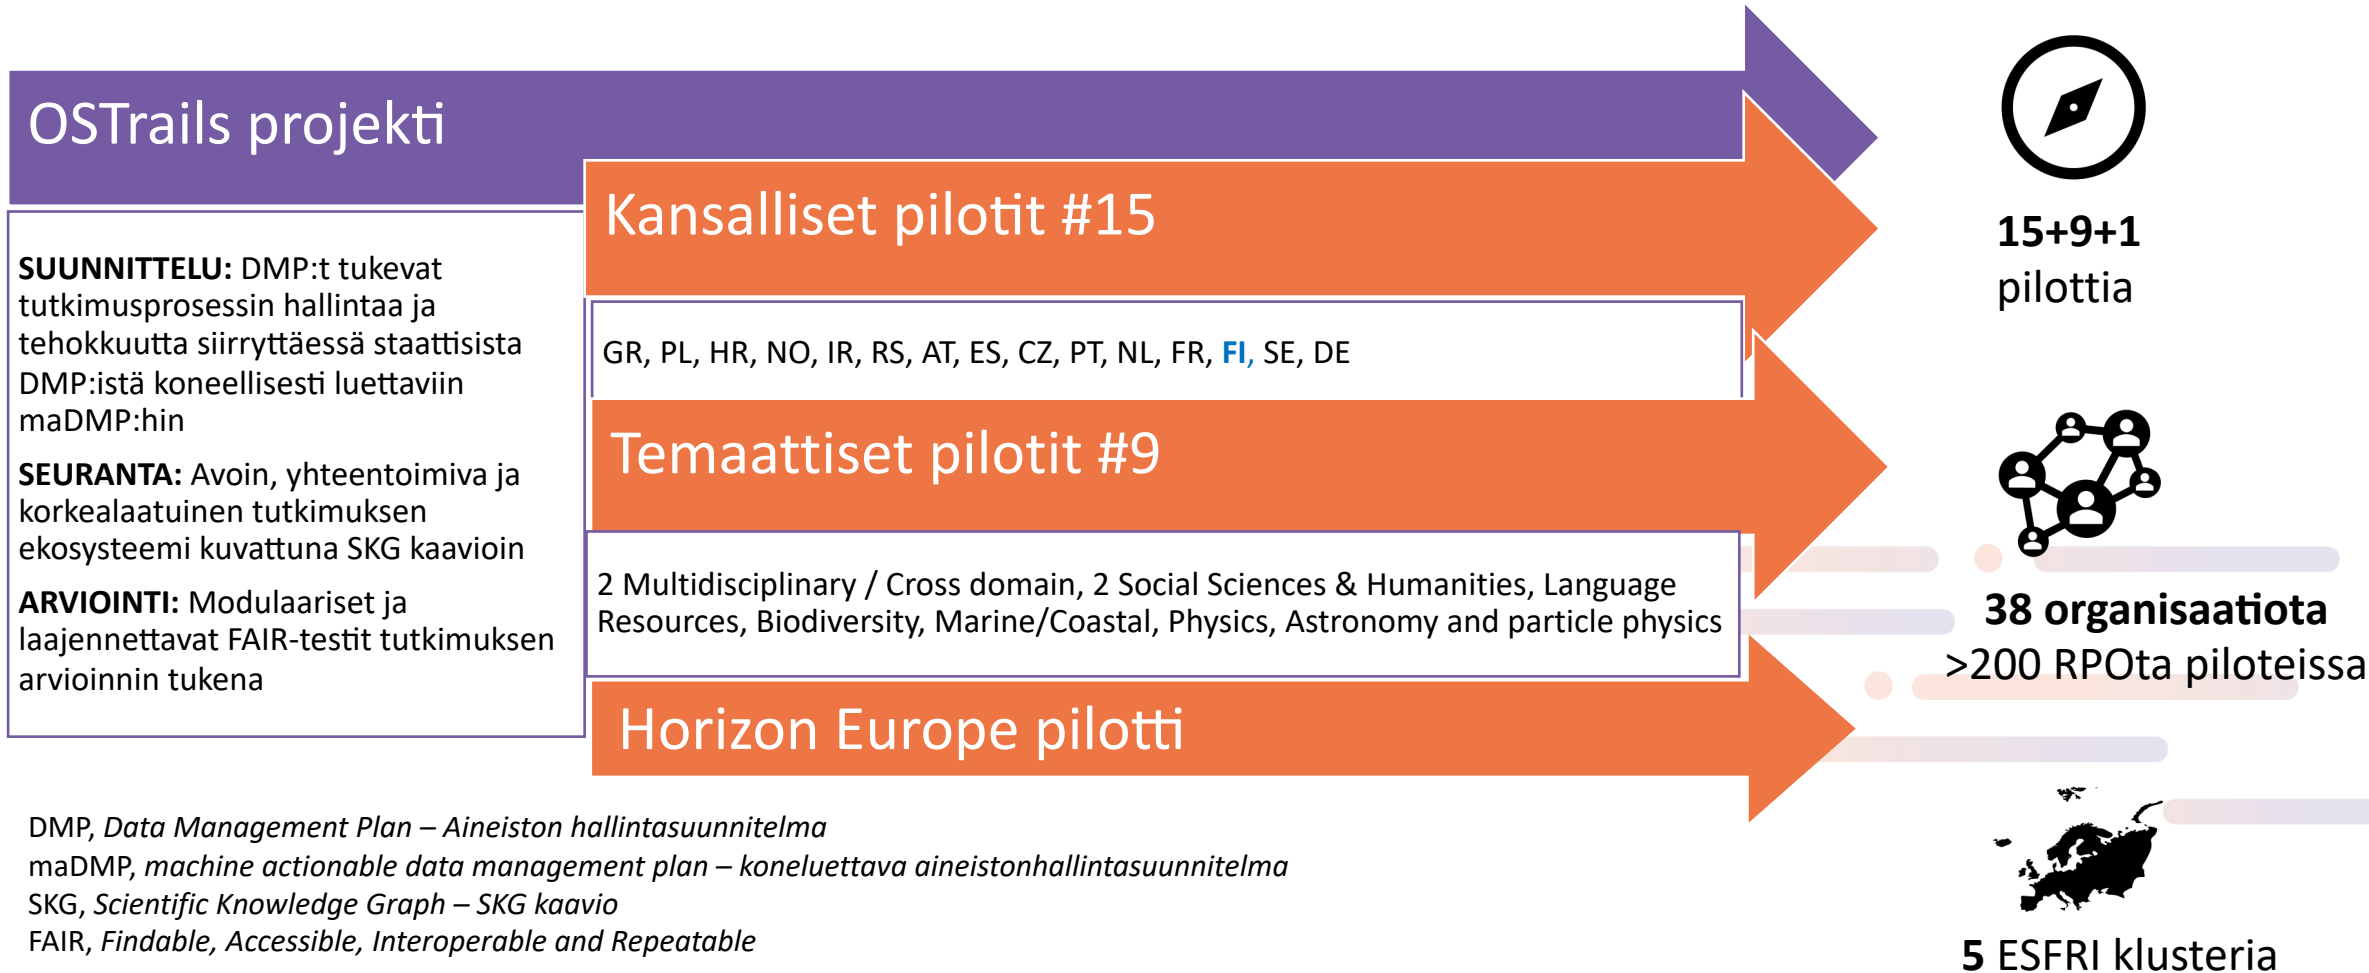 OSTrails projekti
SUUNNITTELU: DMP:t tukevat
tutkimusprosessin hallintaa ja
tehokkuutta siirryttäessä staattisista
DMP:istä koneellisesti luettaviin
maDMP:hin
SEURANTA: Avoin, yhteentoimiva ja
korkealaatuinen tutkimuksen
ekosysteemi kuvattuna SKG kaavioin
ARVIOINTI: Modulaariset ja
laajennettavat FAIR-testit tutkimuksen
arvioinnin tukena
Kansalliset pilotit #15
GR, PL, HR, NO, IR, RS, AT, ES, CZ, PT, NL, FR, FI, SE, DE
Temaattiset pilotit #9
2 Multidisciplinary / Cross domain, 2 Social Sciences & Humanities, Language
Resources, Biodiversity, Marine/Coastal, Physics, Astronomy and particle physics
Horizon Europe pilotti
15+9+1
pilottia
38 organisaatiota
>200 RPOta piloteissa
5 ESFRI klusteria
DMP, Data Management Plan – Aineiston hallintasuunnitelma
maDMP, machine actionable data management plan – koneluettava aineistonhallintasuunnitelma
SKG, Scientific Knowledge Graph – SKG kaavio
FAIR, Findable, Accessible, Interoperable and Repeatable